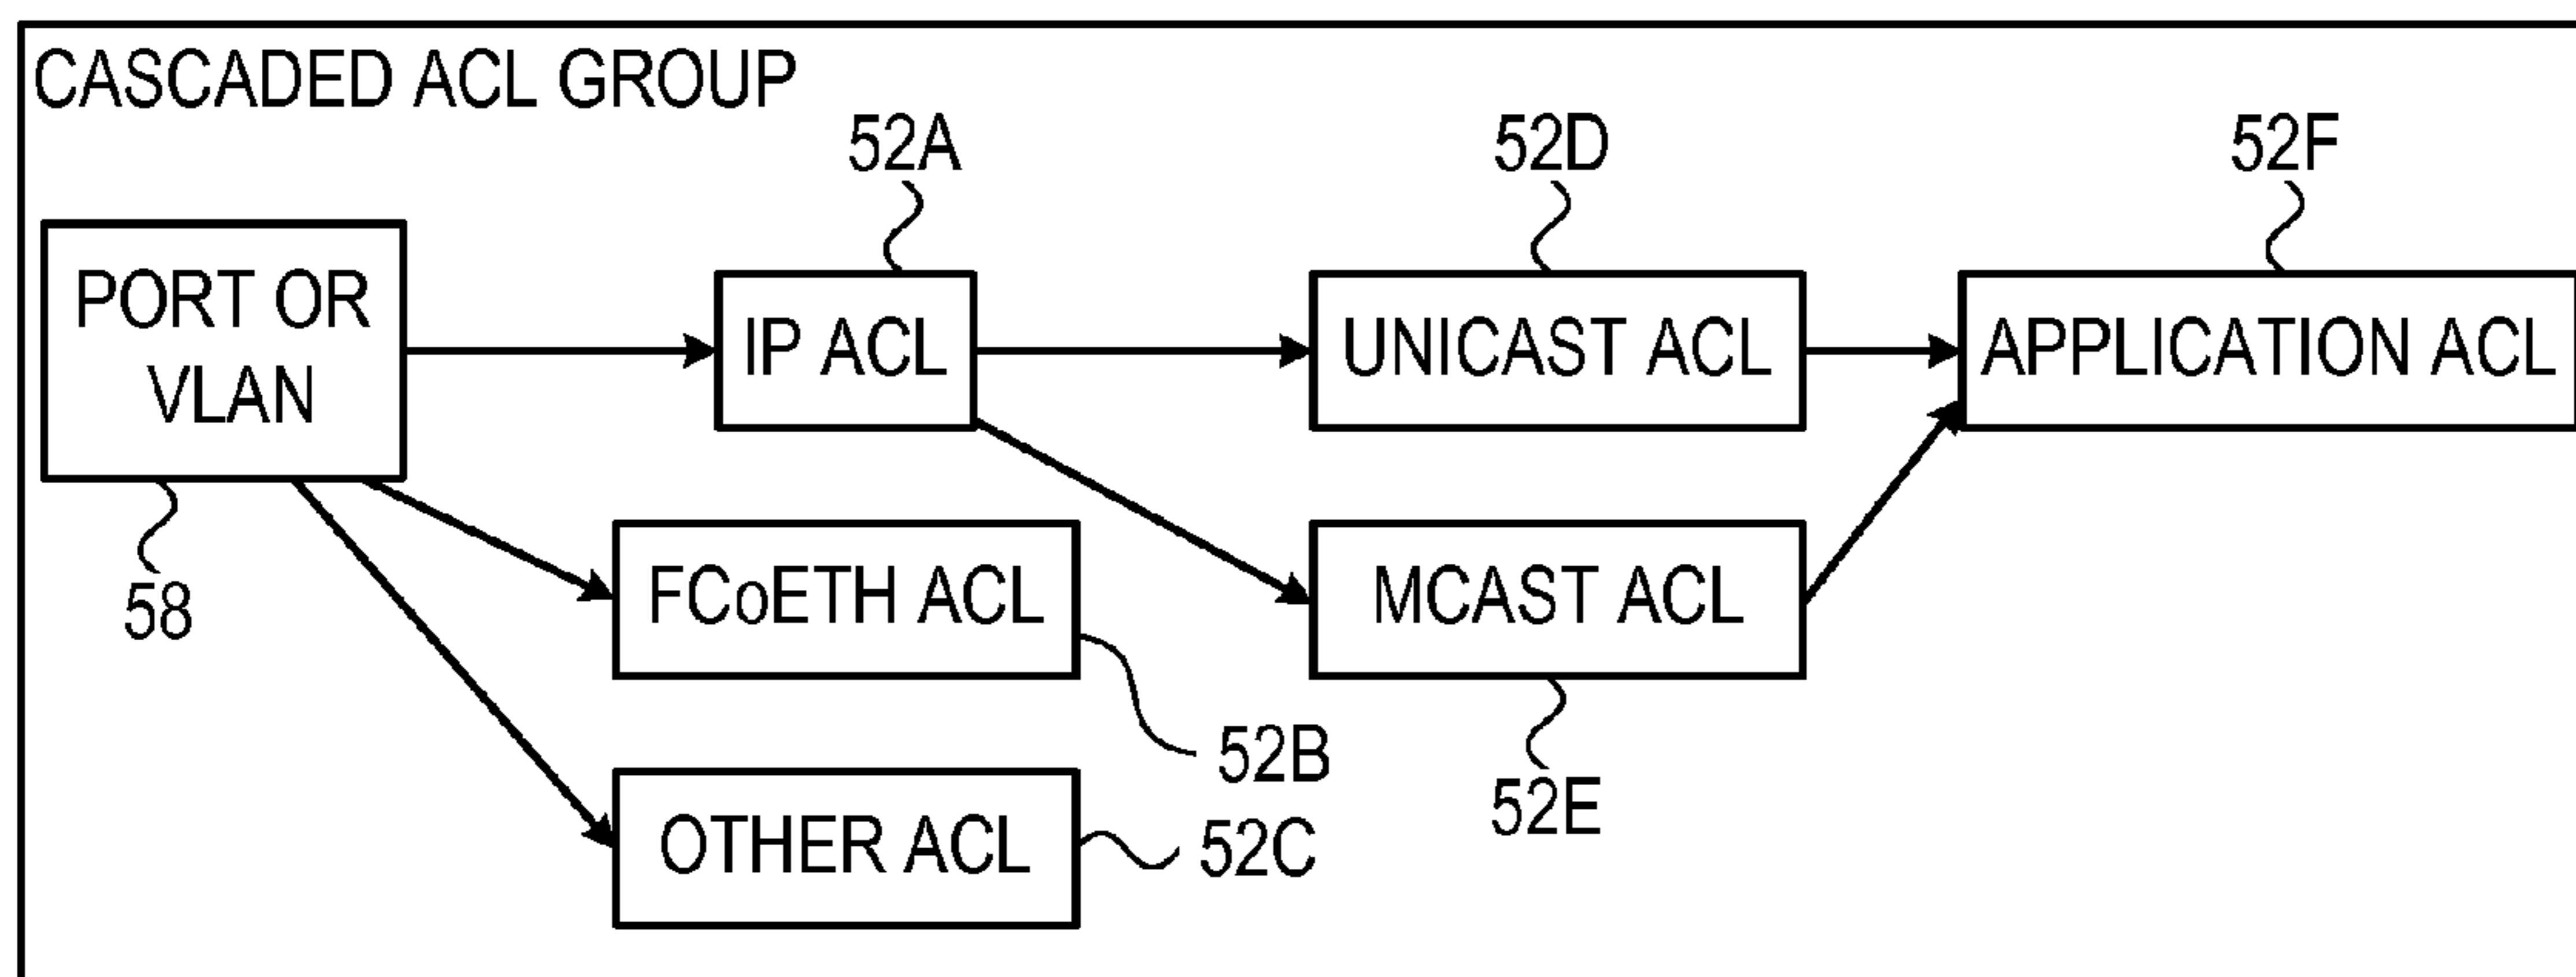 CASCADED ACL GROUP
52A
52D
52F
PORT OR
VLAN
IP ACL
UNICAST ACL
APPLICATION ACL
58
FCoETH ACL
MCAST ACL
52B
52E
OTHER ACL
52C